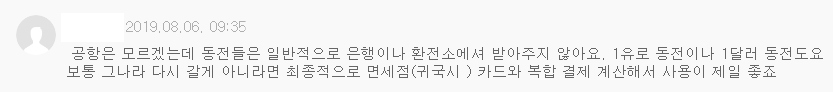 2019.08.06. 09:35
공항은 모르겠는데 동전들은 일반적으로 은행이나 환전소에셔 받아주지 않아요. 1유로 동전이나 1달러 동전도요
보통 그나라 다시 갈게 아니라면 최종적으로 면세점(귀국시 ) 카드와 복합 결제 계산해서 사용이 제일 좋죠